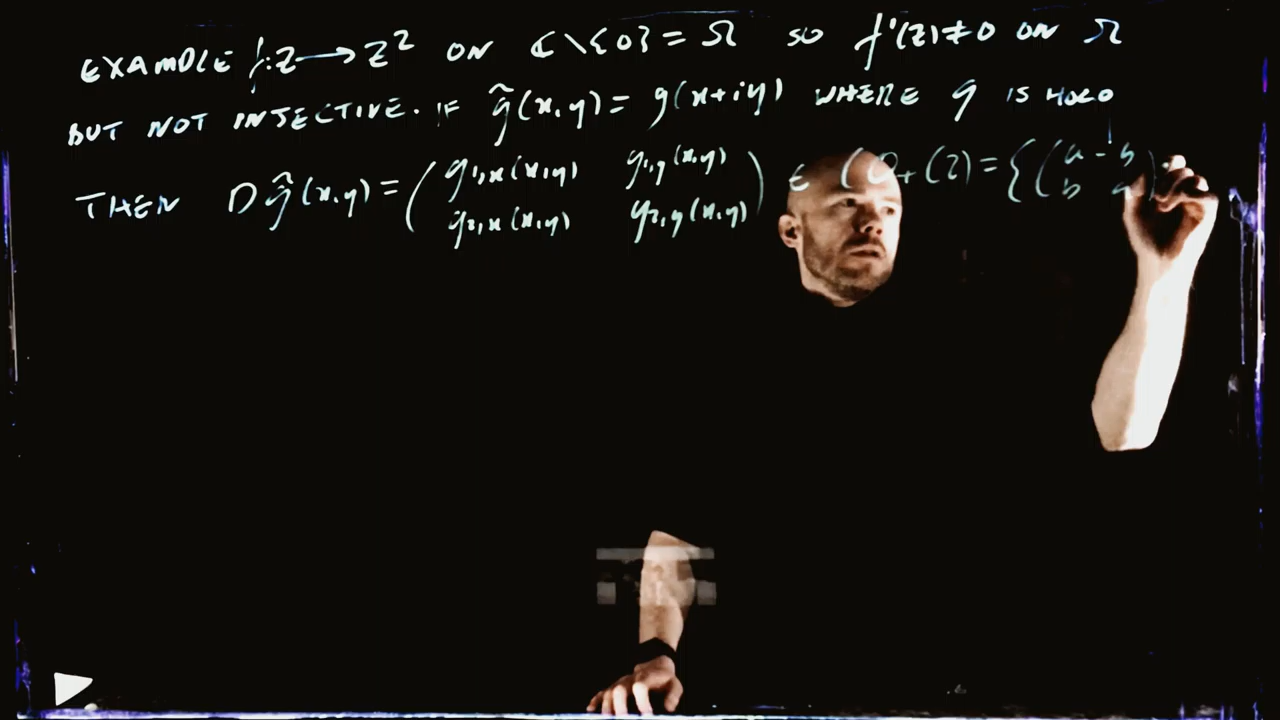 EXAMPLE f: z ⟶ z² ON ℂ\{0} = Ω SO f'(z) ≠ 0 ON Ω
BUT NOT INJECTIVE. IF g̃(x,y) = g(x+iy) WHERE g IS HOLO
THEN Dg̃(x,y) = ( g₁,ₓ(x,y) g₁,y(x,y) ; g₂,ₓ(x,y) g₂,y(x,y) ) ∈ CO₊(2) = { ( a -b ; b a )